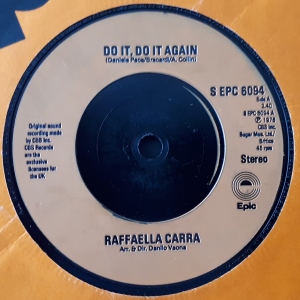 DO IT, DO IT AGAIN
(Daniele Pace/Bracardi/A. Collin)
S EPC 6094
Side A
3.40
S EPC 6094 A
℗ 1978
CBS Inc.
Sugar Mus. Ltd./
Britico
45 rpm
Stereo
Original sound
recording made
by CBS Inc.
CBS Records
are the
exclusive
licensees for
the UK
Epic
RAFFAELLA CARRA
Arr. & Dir. Danilo Vaona